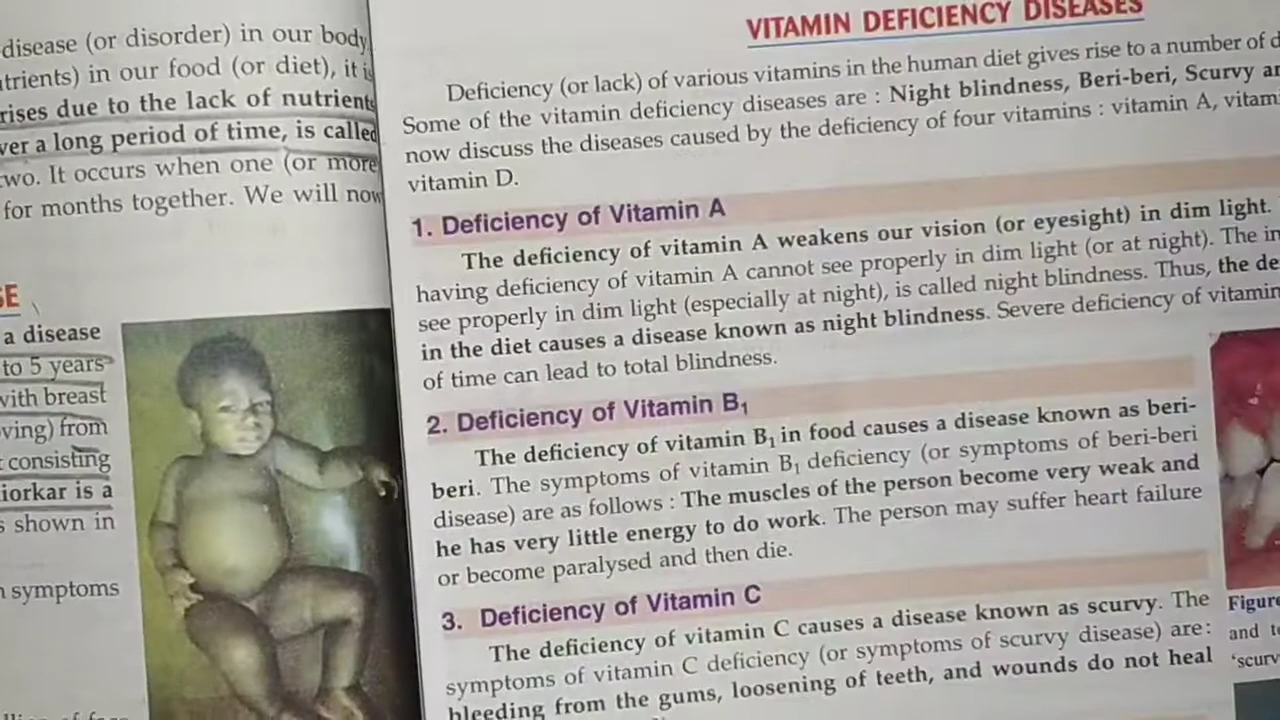 disease (or disorder) in our body
trients) in our food (or diet), it is
rises due to the lack of nutrients
ver a long period of time, is called
two. It occurs when one (or more
for months together. We will now
SE
a disease
to 5 years
with breast
ving) from
consisting
iorkar is a
s shown in
symptoms
VITAMIN DEFICIENCY DISEASES
Deficiency (or lack) of various vitamins in the human diet gives rise to a number of d
Some of the vitamin deficiency diseases are : Night blindness, Beri-beri, Scurvy an
now discuss the diseases caused by the deficiency of four vitamins : vitamin A, vitam
vitamin D.
1. Deficiency of Vitamin A
The deficiency of vitamin A weakens our vision (or eyesight) in dim light.
having deficiency of vitamin A cannot see properly in dim light (or at night). The in
see properly in dim light (especially at night), is called night blindness. Thus, the de
in the diet causes a disease known as night blindness. Severe deficiency of vitamin
of time can lead to total blindness.
2. Deficiency of Vitamin B₁
The deficiency of vitamin B₁ in food causes a disease known as beri-
beri. The symptoms of vitamin B₁ deficiency (or symptoms of beri-beri
disease) are as follows : The muscles of the person become very weak and
he has very little energy to do work. The person may suffer heart failure
or become paralysed and then die.
3. Deficiency of Vitamin C
The deficiency of vitamin C causes a disease known as scurvy. The
symptoms of vitamin C deficiency (or symptoms of scurvy disease) are:
bleeding from the gums, loosening of teeth, and wounds do not heal
Figure
and te
'scurv